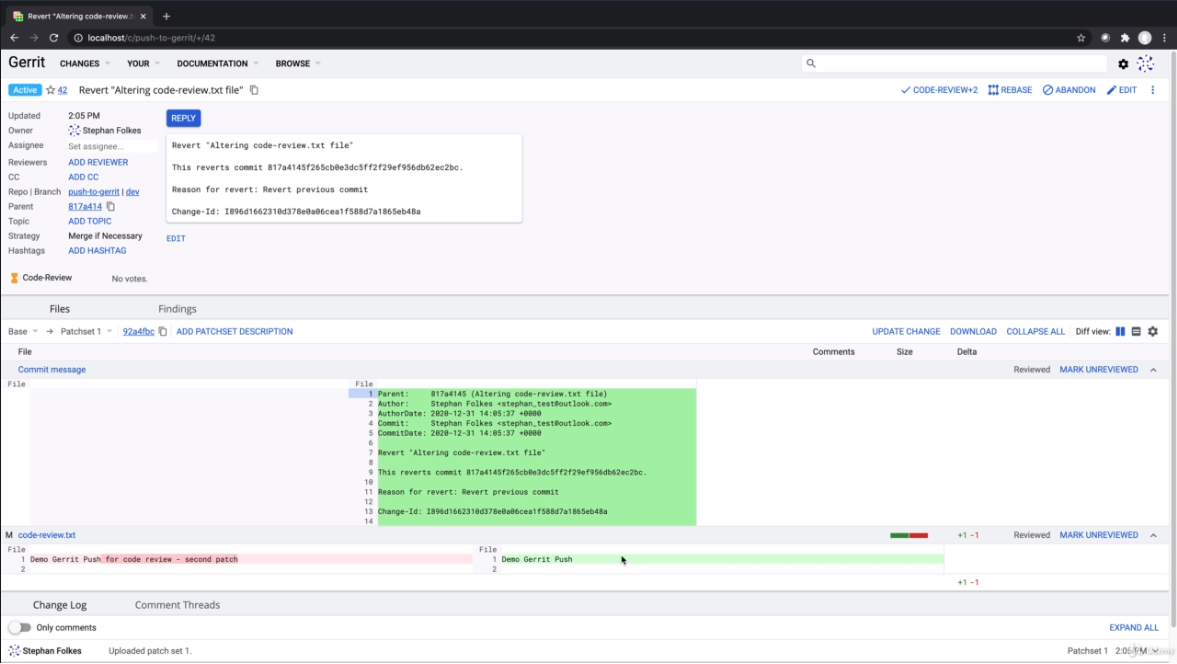 Revert "Altering code-review.t
localhost/c/push-to-gerrit/+/42
Gerrit CHANGES YOUR DOCUMENTATION BROWSE
Active 42 Revert "Altering code-review.txt file" CODE-REVIEW+2 REBASE ABANDON EDIT
Updated 2:05 PM REPLY
Owner Stephan Folkes
Assignee Set assignee...
Reviewers ADD REVIEWER
CC ADD CC
Repo | Branch push-to-gerrit | dev
Parent 817a414
Topic ADD TOPIC
Strategy Merge if Necessary
Hashtags ADD HASHTAG
Revert "Altering code-review.txt file"
This reverts commit 817a4145f265cb0e3dc5ff2f29ef956db62ec2bc.
Reason for revert: Revert previous commit
Change-Id: I896d1662310d378e0a06cea1f588d7a1865eb48a
EDIT
Code-Review No votes.
Files Findings
Base → Patchset 1 92a4fbc ADD PATCHSET DESCRIPTION UPDATE CHANGE DOWNLOAD COLLAPSE ALL Diff view:
File Comments Size Delta
Commit message Reviewed MARK UNREVIEWED
File File
1 Parent: 817a4145 (Altering code-review.txt file)
2 Author: Stephan Folkes <stephan_test@outlook.com>
3 AuthorDate: 2020-12-31 14:05:37 +0000
4 Commit: Stephan Folkes <stephan_test@outlook.com>
5 CommitDate: 2020-12-31 14:05:37 +0000
6
7 Revert "Altering code-review.txt file"
8
9 This reverts commit 817a4145f265cb0e3dc5ff2f29ef956db62ec2bc.
10
11 Reason for revert: Revert previous commit
12
13 Change-Id: I896d1662310d378e0a06cea1f588d7a1865eb48a
14
M code-review.txt +1 -1 Reviewed MARK UNREVIEWED
File File
1 Demo Gerrit Push for code review - second patch 1 Demo Gerrit Push
2 2
+1 -1
Change Log Comment Threads
Only comments EXPAND ALL
Stephan Folkes Uploaded patch set 1. Patchset 1 2:05 PM